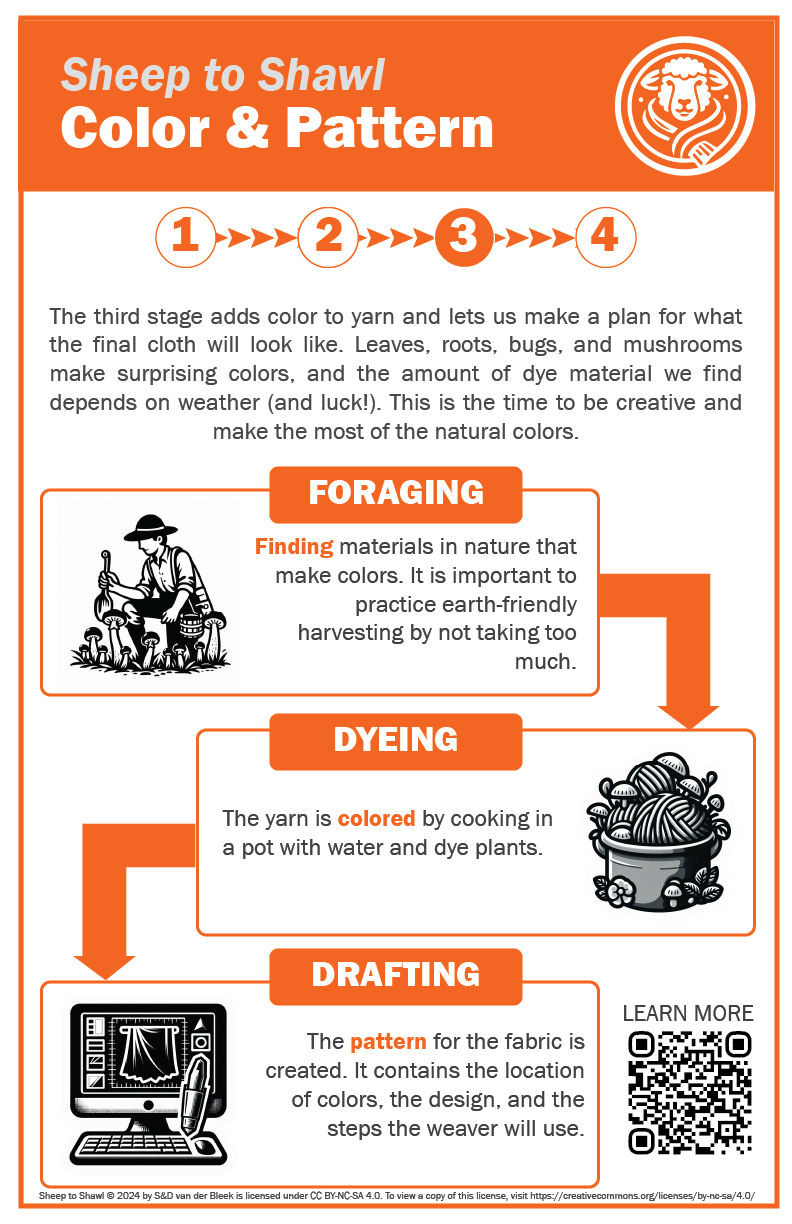 Sheep to Shawl
Color & Pattern
1 2 3 4
The third stage adds color to yarn and lets us make a plan for what
the final cloth will look like. Leaves, roots, bugs, and mushrooms
make surprising colors, and the amount of dye material we find
depends on weather (and luck!). This is the time to be creative and
make the most of the natural colors.
FORAGING
Finding materials in nature that
make colors. It is important to
practice earth-friendly
harvesting by not taking too
much.
DYEING
The yarn is colored by cooking in
a pot with water and dye plants.
DRAFTING
The pattern for the fabric is
created. It contains the location
of colors, the design, and the
steps the weaver will use.
LEARN MORE
Sheep to Shawl © 2024 by S&D van der Bleek is licensed under CC BY-NC-SA 4.0. To view a copy of this license, visit https://creativecommons.org/licenses/by-nc-sa/4.0/